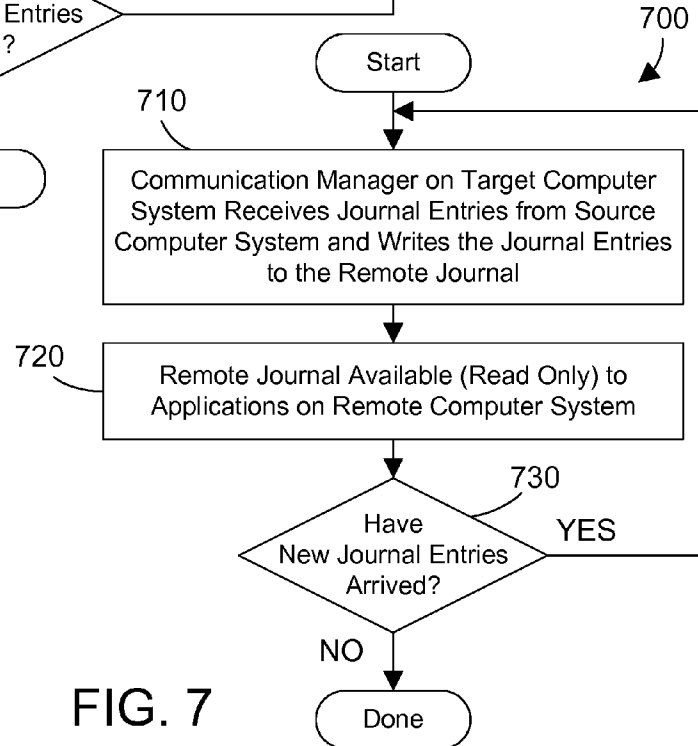 Entries
?
700
Start
710
Communication Manager on Target Computer
System Receives Journal Entries from Source
Computer System and Writes the Journal Entries
to the Remote Journal
720
Remote Journal Available (Read Only) to
Applications on Remote Computer System
730
Have
New Journal Entries
Arrived?
YES
NO
Done
FIG. 7